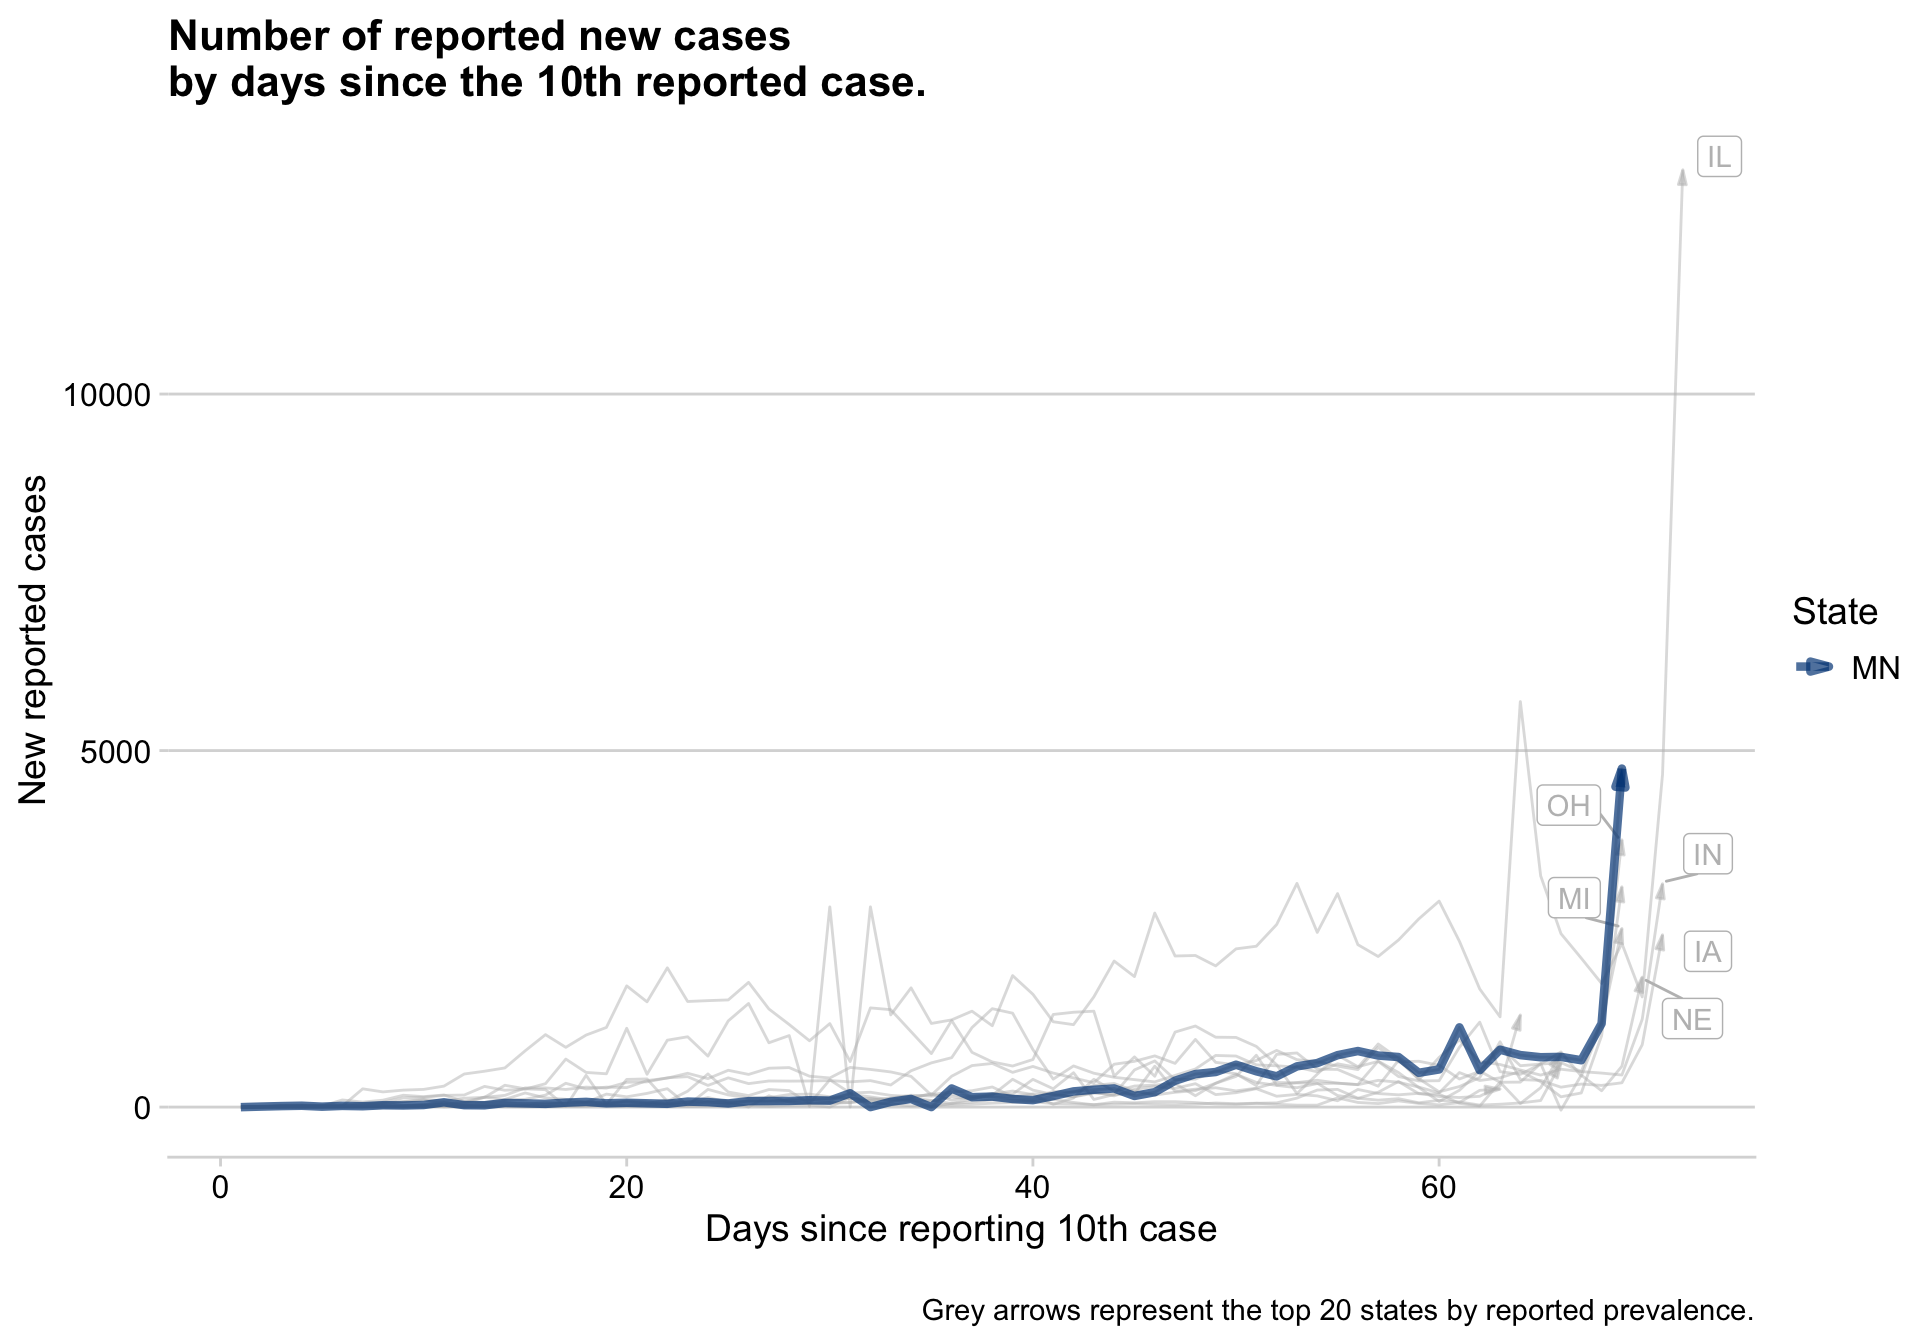 Number of reported new cases
by days since the 10th reported case.
IL
10000
5000
0
New reported cases
OH
IN
MI
IA
NE
State
MN
0
20
40
60
Days since reporting 10th case
Grey arrows represent the top 20 states by reported prevalence.